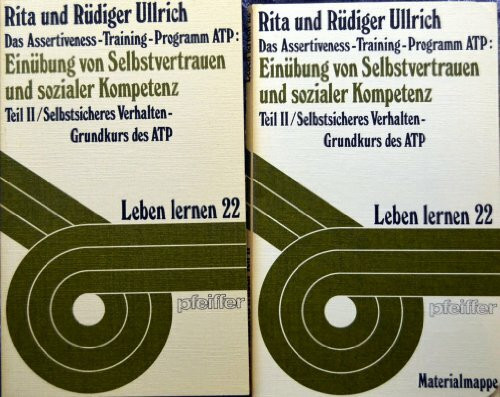 Rita und Rüdiger Ullrich
Das Assertiveness-Training-Programm ATP:
Einübung von Selbstvertrauen
und sozialer Kompetenz
Teil II/Selbstsicheres Verhalten-
Grundkurs des ATP
Leben lernen 22
pfeiffer
Rita und Rüdiger Ullrich
Das Assertiveness-Training-Programm ATP:
Einübung von Selbstvertrauen
und sozialer Kompetenz
Teil II/Selbstsicheres Verhalten-
Grundkurs des ATP
Leben lernen 22
pfeiffer
Materialmappe